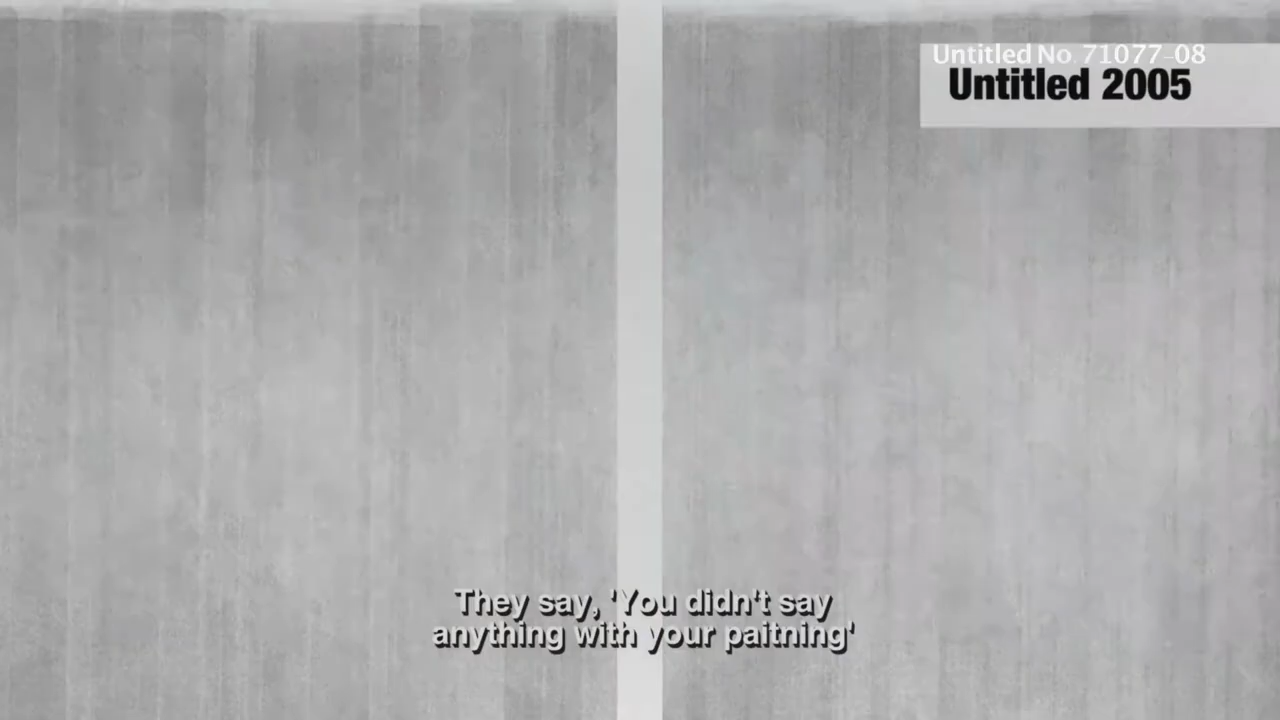 Untitled No. 71077-08
Untitled 2005
They say, 'You didn't say
anything with your paitning'